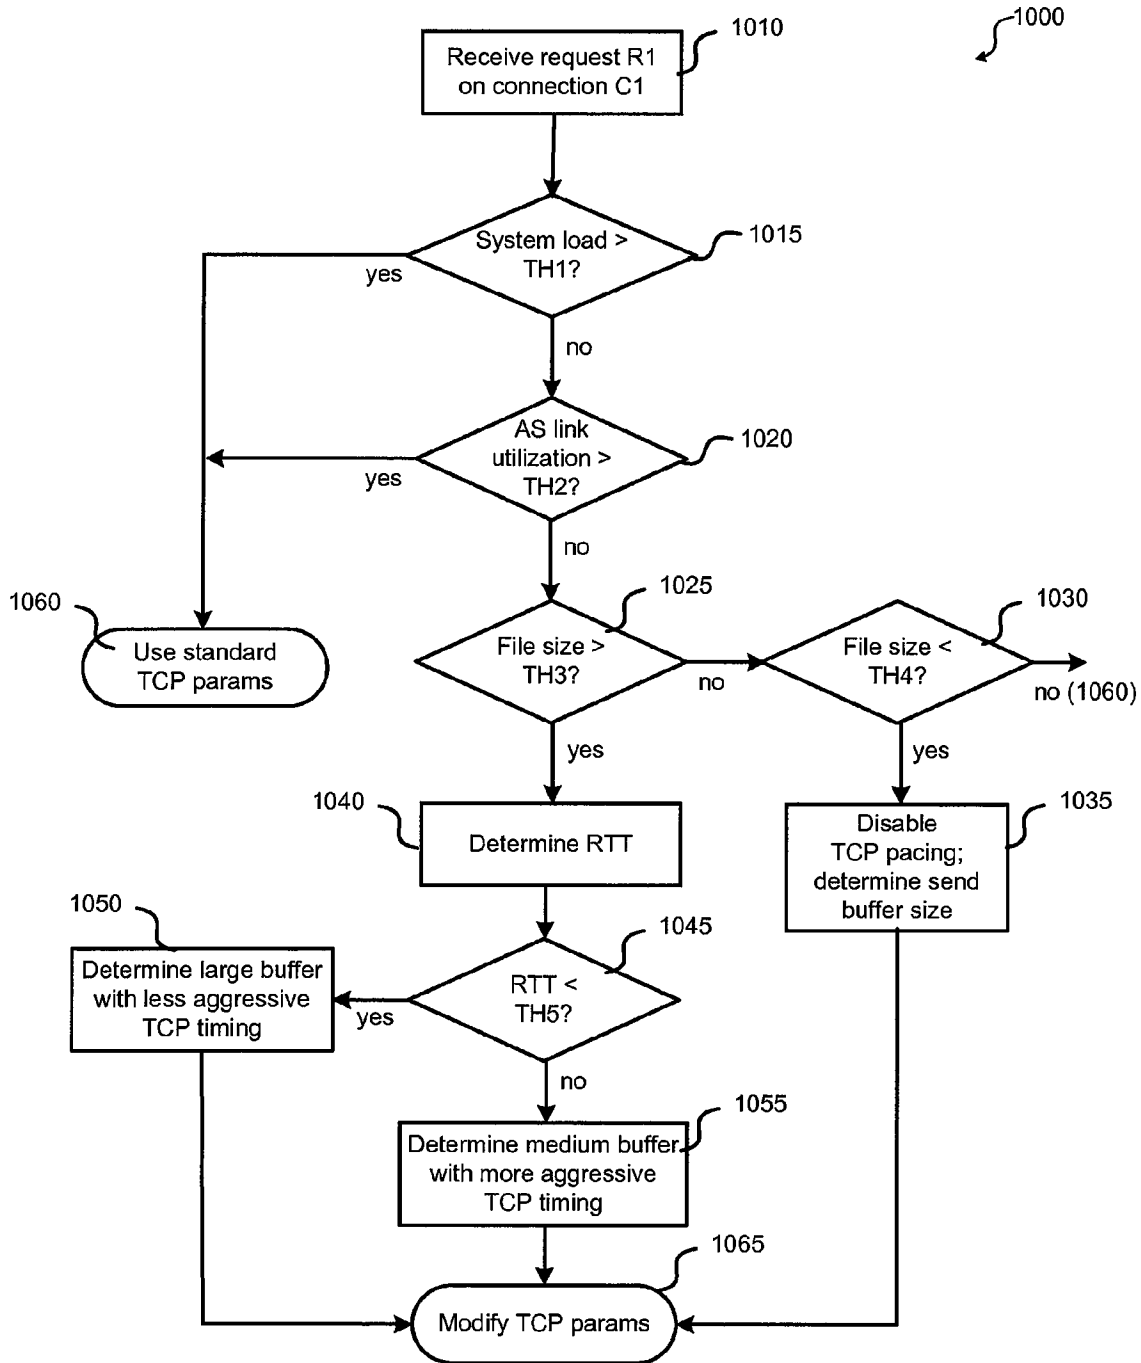 1000
1010
Receive request R1
on connection C1
System load >
TH1?
1015
yes
no
AS link
utilization >
TH2?
1020
yes
no
1060
Use standard
TCP params
1025
File size >
TH3?
no
1030
File size <
TH4?
no (1060)
yes
yes
1040
Determine RTT
1035
Disable
TCP pacing;
determine send
buffer size
1050
Determine large buffer
with less aggressive
TCP timing
1045
RTT <
TH5?
yes
no
1055
Determine medium buffer
with more aggressive
TCP timing
1065
Modify TCP params